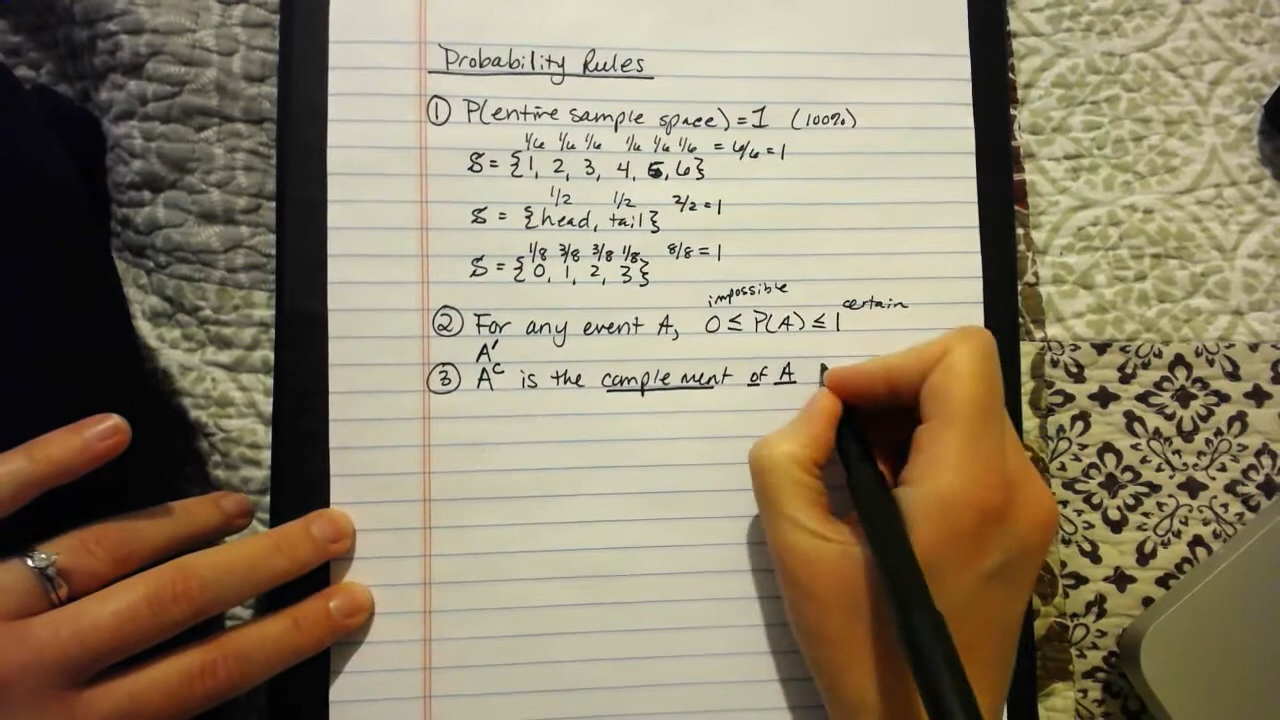 Probability Rules
① P(entire sample space) = 1 (100%)
1/6 1/6 1/6 1/6 1/6 1/6 = 6/6 = 1
S = {1, 2, 3, 4, 5, 6}
1/2 1/2 2/2 = 1
S = {head, tail}
1/8 3/8 3/8 1/8 8/8 = 1
S = {0, 1, 2, 3}
impossible certain
② For any event A, 0 ≤ P(A) ≤ 1
A'
③ Aᶜ is the complement of A